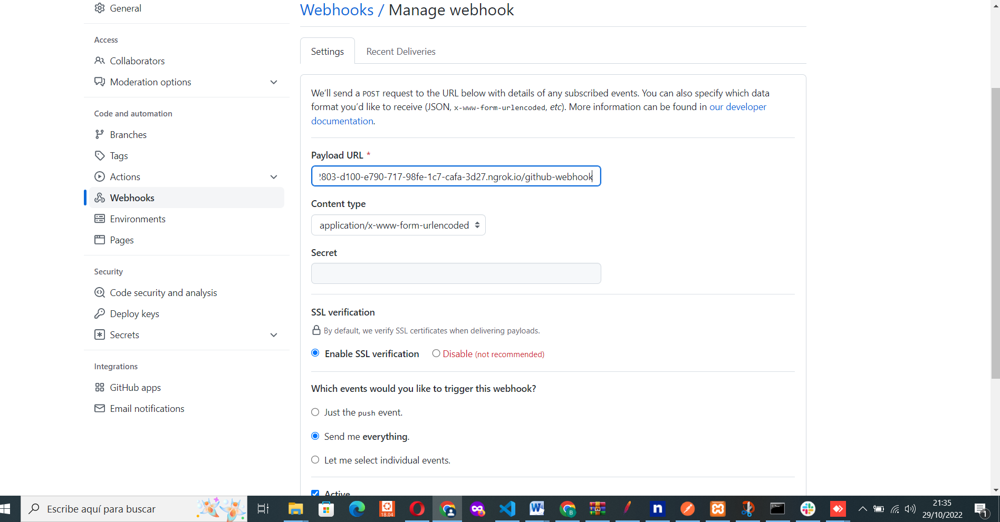 General
Access
Collaborators
Moderation options
Code and automation
Branches
Tags
Actions
Webhooks
Environments
Pages
Security
Code security and analysis
Deploy keys
Secrets
Integrations
GitHub apps
Email notifications
Webhooks / Manage webhook
Settings Recent Deliveries
We'll send a POST request to the URL below with details of any subscribed events. You can also specify which data
format you'd like to receive (JSON, x-www-form-urlencoded, etc). More information can be found in our developer
documentation.
Payload URL *
803-d100-e790-717-98fe-1c7-cafa-3d27.ngrok.io/github-webhook
Content type
application/x-www-form-urlencoded
Secret
SSL verification
By default, we verify SSL certificates when delivering payloads.
Enable SSL verification Disable (not recommended)
Which events would you like to trigger this webhook?
Just the push event.
Send me everything.
Let me select individual events.
Active
Escribe aquí para buscar
18.04
W
B
n
21:35
29/10/2022
1